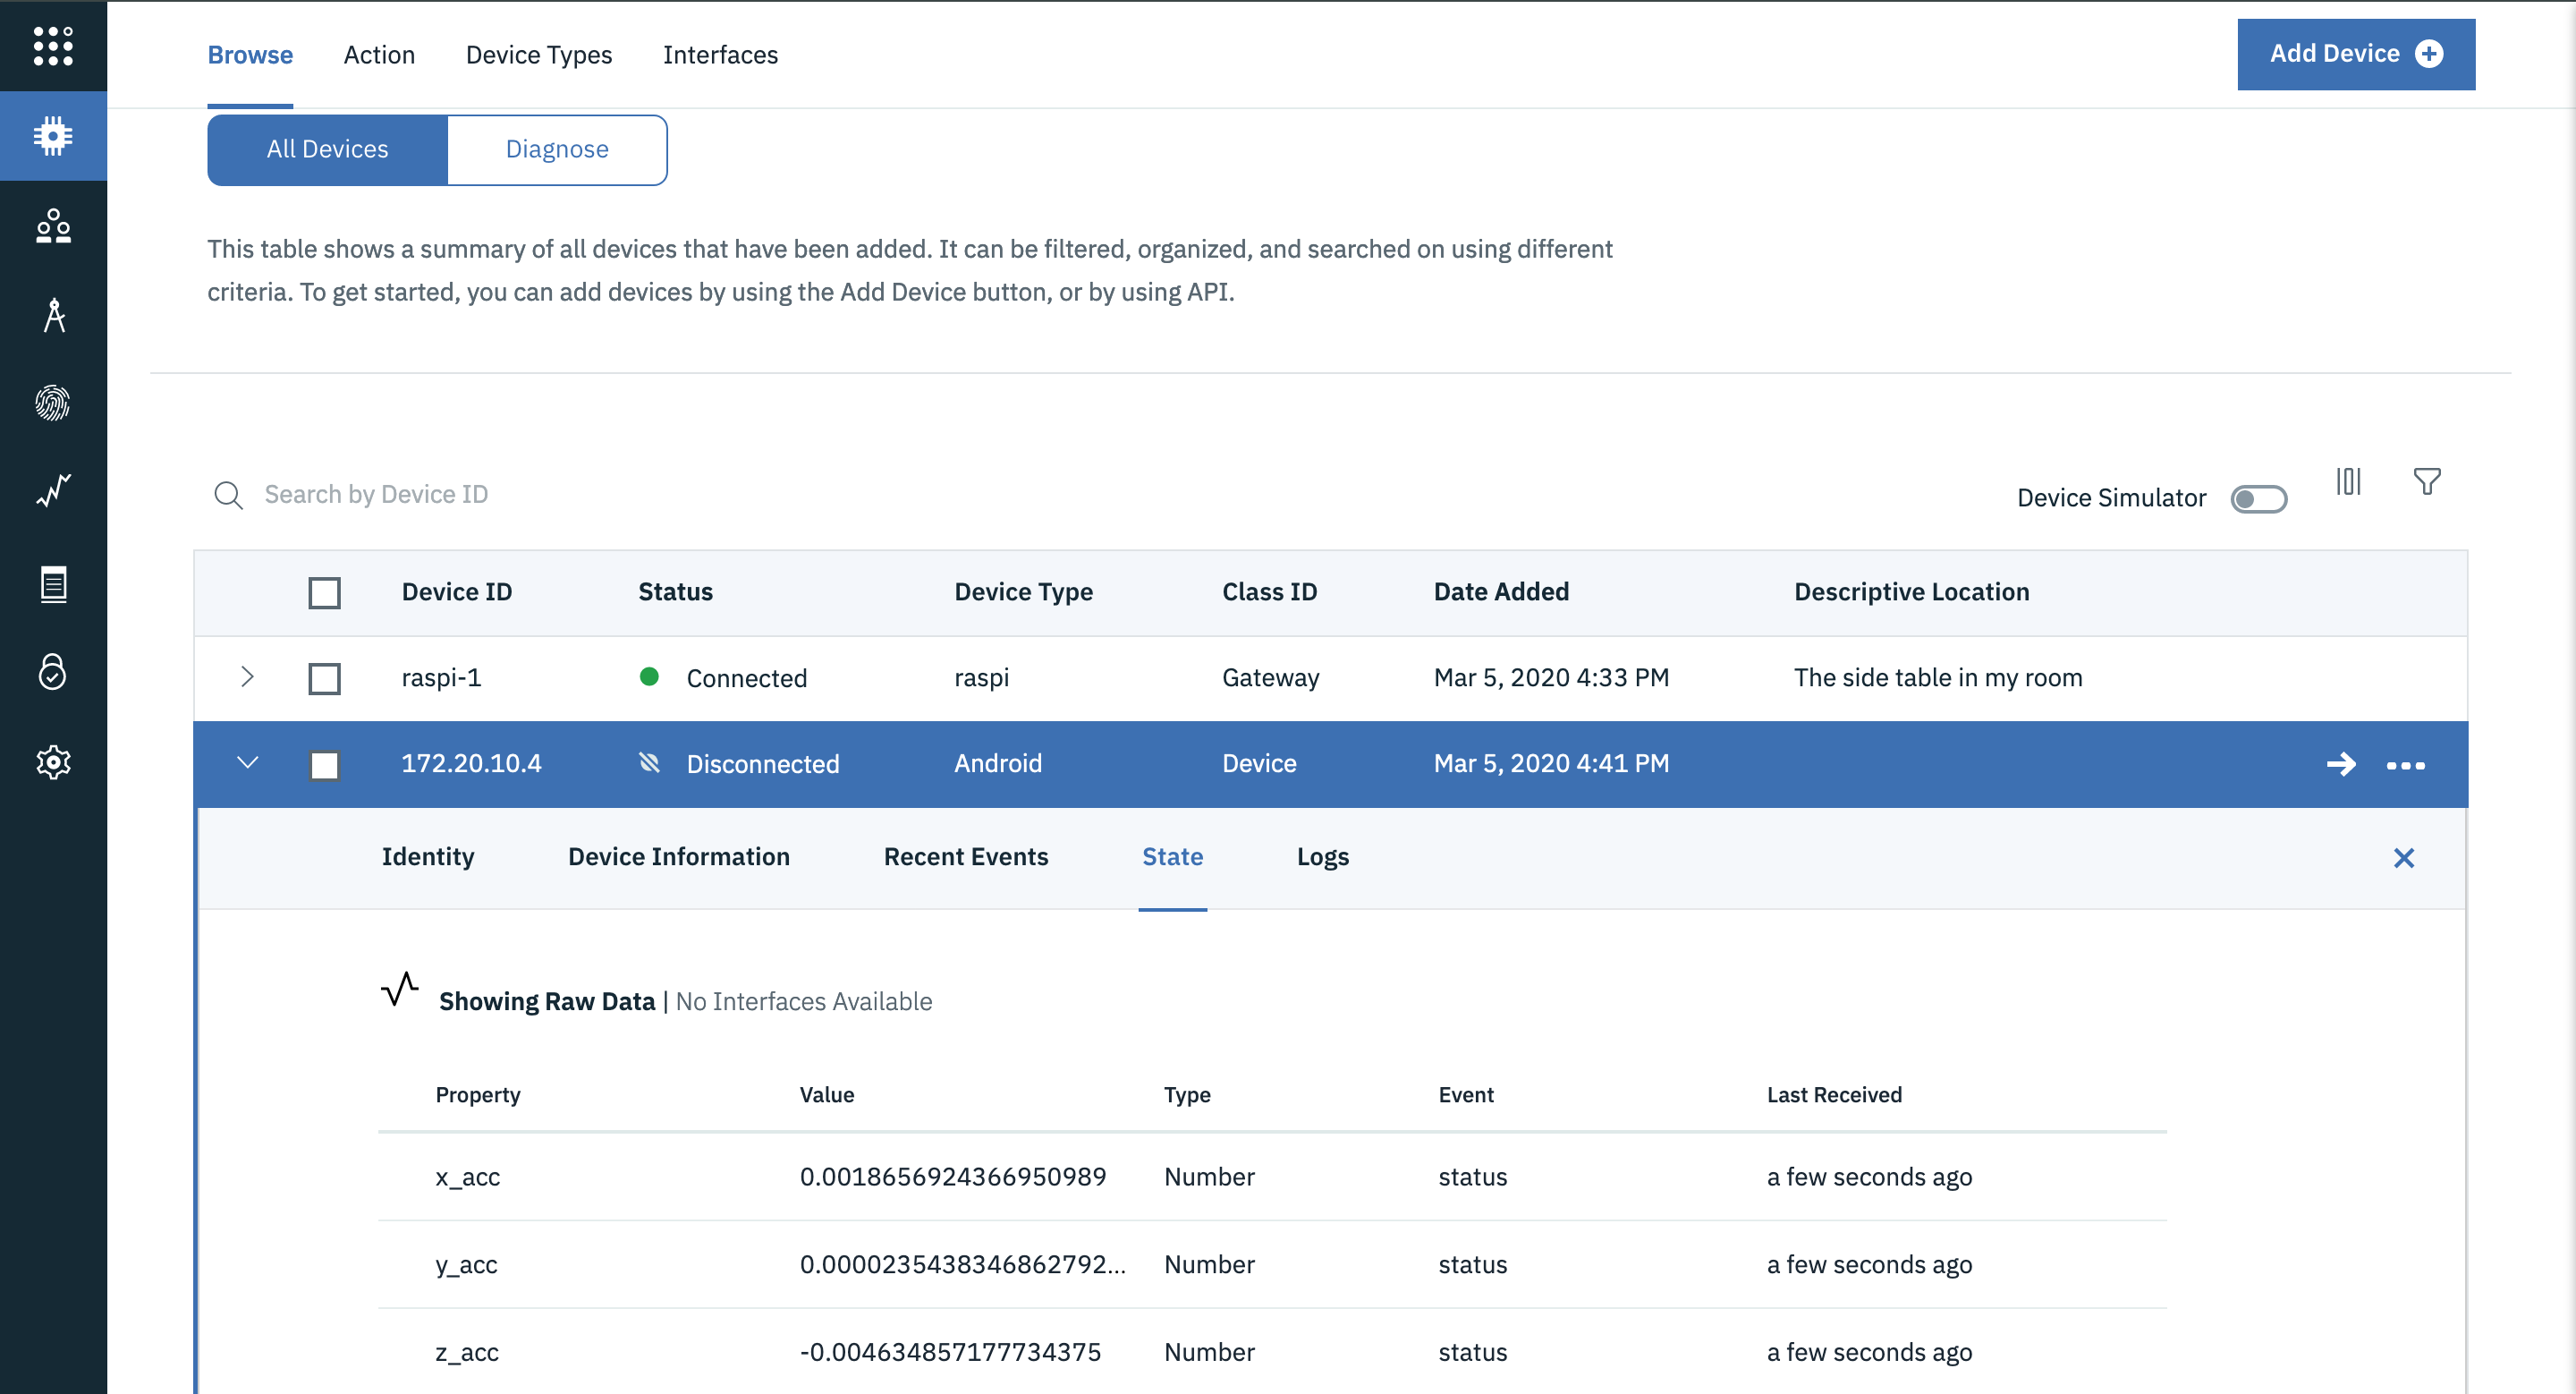 Browse Action Device Types Interfaces Add Device
All Devices Diagnose
This table shows a summary of all devices that have been added. It can be filtered, organized, and searched on using different
criteria. To get started, you can add devices by using the Add Device button, or by using API.
Search by Device ID Device Simulator
Device ID Status Device Type Class ID Date Added Descriptive Location
raspi-1 Connected raspi Gateway Mar 5, 2020 4:33 PM The side table in my room
172.20.10.4 Disconnected Android Device Mar 5, 2020 4:41 PM
Identity Device Information Recent Events State Logs
Showing Raw Data | No Interfaces Available
Property Value Type Event Last Received
x_acc 0.0018656924366950989 Number status a few seconds ago
y_acc 0.0000235438346862792... Number status a few seconds ago
z_acc -0.004634857177734375 Number status a few seconds ago